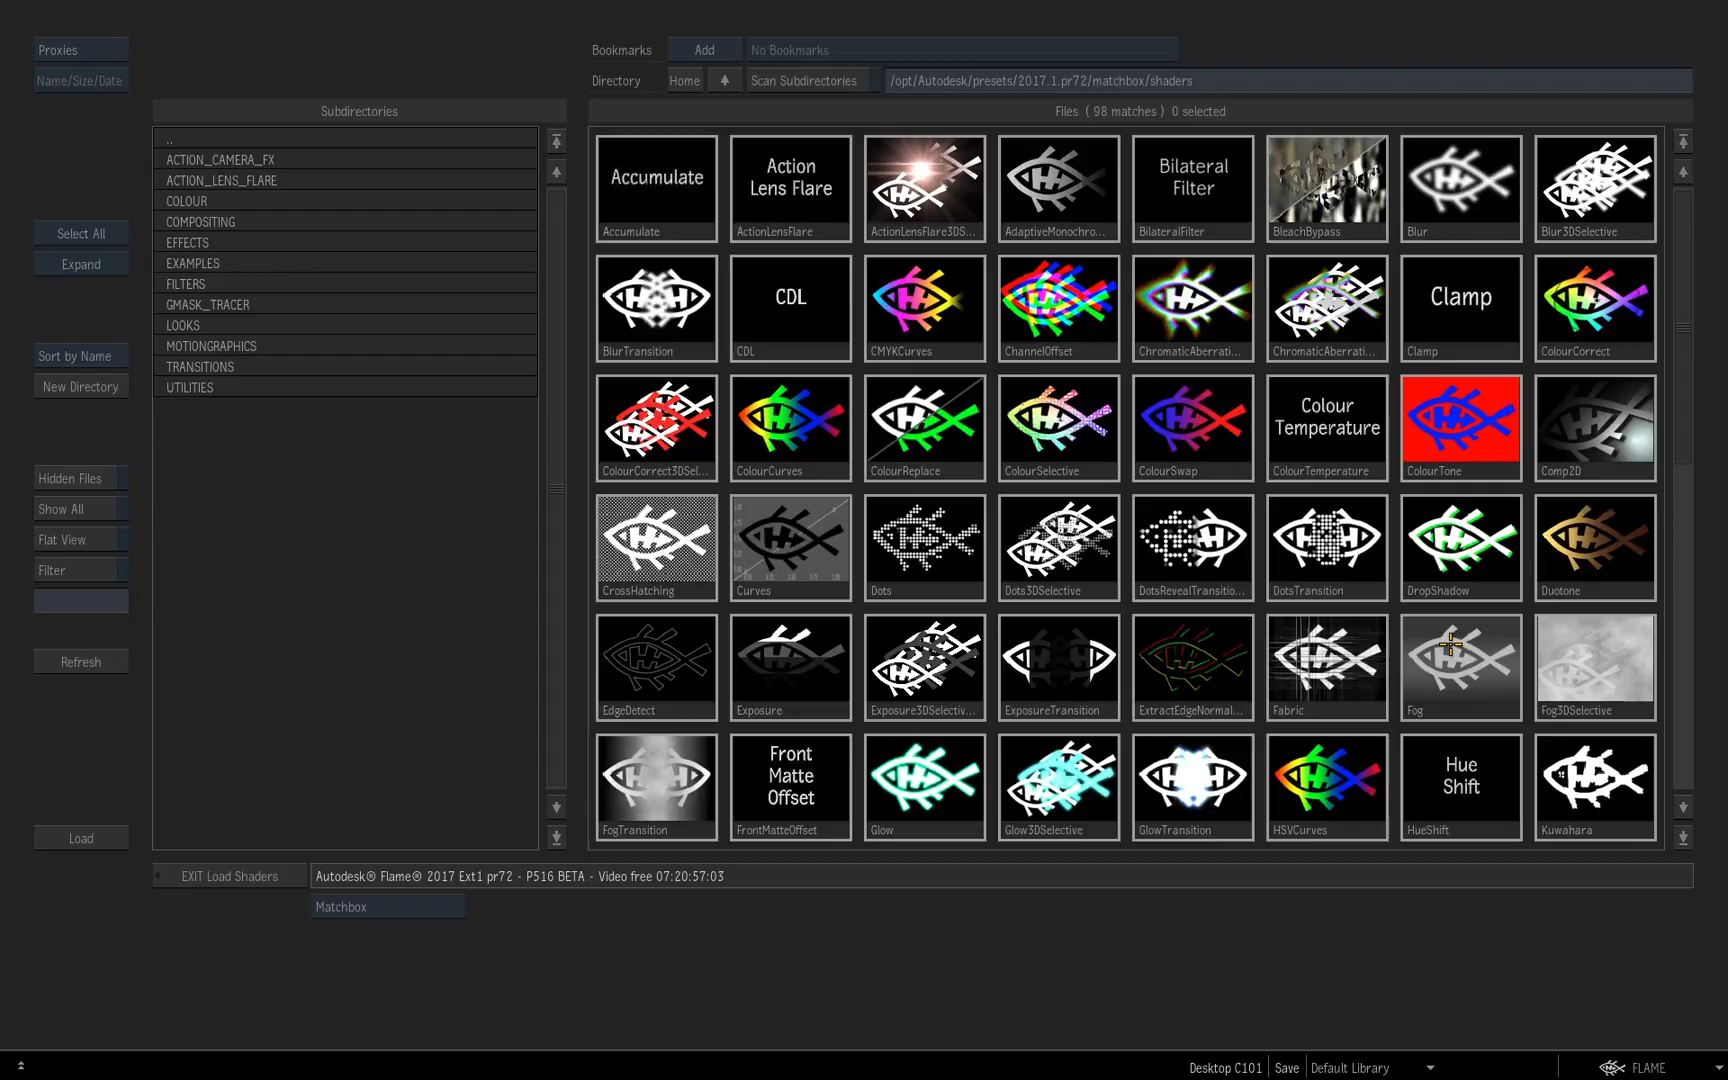 Proxies
Name/Size/Date
Bookmarks Add No Bookmarks
Directory Home Scan Subdirectories /opt/Autodesk/presets/2017.1.pr72/matchbox/shaders
Subdirectories
Files ( 98 matches ) 0 selected
..
ACTION_CAMERA_FX
ACTION_LENS_FLARE
COLOUR
COMPOSITING
EFFECTS
EXAMPLES
FILTERS
GMASK_TRACER
LOOKS
MOTIONGRAPHICS
TRANSITIONS
UTILITIES
Select All
Expand
Sort by Name
New Directory
Hidden Files
Show All
Flat View
Filter
Refresh
Load
Accumulate
Action
Lens Flare
Bilateral
Filter
Accumulate ActionLensFlare ActionLensFlare3DS... AdaptiveMonochro... BilateralFilter BleachBypass Blur Blur3DSelective
CDL
Clamp
BlurTransition CDL CMYKCurves ChannelOffset ChromaticAberrati... ChromaticAberrati... Clamp ColourCorrect
Colour
Temperature
ColourCorrect3DSel... ColourCurves ColourReplace ColourSelective ColourSwap ColourTemperature ColourTone Comp2D
CrossHatching Curves Dots Dots3DSelective DotsRevealTransitio... DotsTransition DropShadow Duotone
EdgeDetect Exposure Exposure3DSelectiv... ExposureTransition ExtractEdgeNormal... Fabric Fog Fog3DSelective
Front
Matte
Offset
Hue
Shift
FogTransition FrontMatteOffset Glow Glow3DSelective GlowTransition HSVCurves HueShift Kuwahara
EXIT Load Shaders Autodesk® Flame® 2017 Ext1 pr72 - P516 BETA - Video free 07:20:57:03
Matchbox
Desktop C101 Save Default Library FLAME